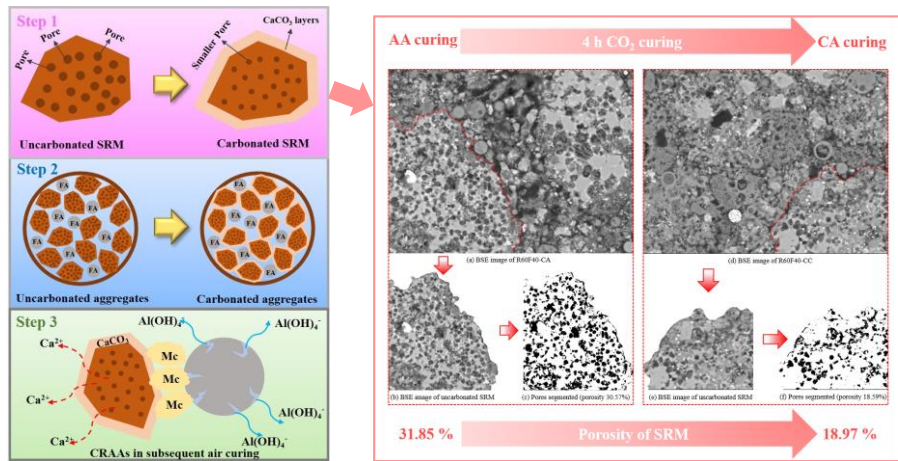 Step 1
Pore
Pore
Pore
Smaller Pore
CaCO₃ layers
Uncarbonated SRM
Carbonated SRM
Step 2
FA FA FA FA FA FA
FA FA FA FA FA FA
Uncarbonated aggregates
Carbonated aggregates
Step 3
Ca²⁺
Ca²⁺
Ca²⁺
CaCO₃
Mc
Mc
Mc
Al(OH)₄⁻
Al(OH)₄⁻
Al(OH)₄⁻
Al(OH)₄⁻
CRAAs in subsequent air curing
AA curing
4 h CO₂ curing
CA curing
(a) BSE image of R60F40-CA
(d) BSE image of R60F40-CC
(b) BSE image of uncarbonated SRM
(c) Pores segmented (porosity 30.57%)
(e) BSE image of uncarbonated SRM
(f) Pores segmented (porosity 18.59%)
31.85 %
Porosity of SRM
18.97 %